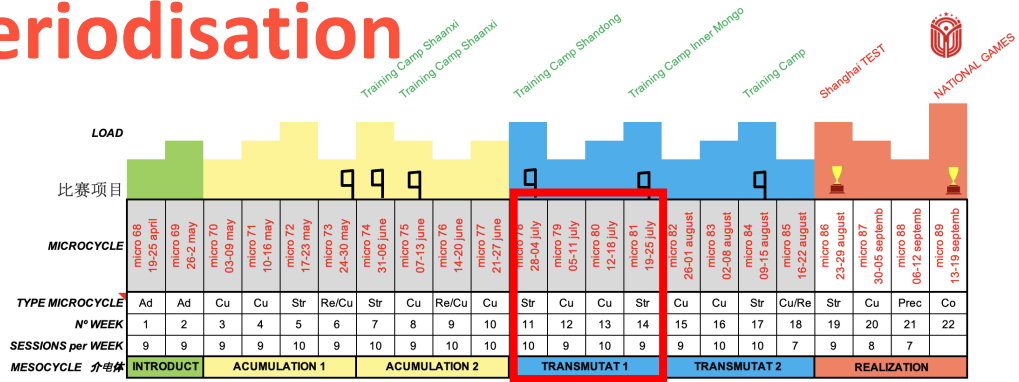 eriodisation
Training Camp Shaanxi
Training Camp Shaanxi
Training Camp Shandong
Training Camp Inner Mongo
Training Camp
Shanghai TEST
NATIONAL GAMES
LOAD
比赛项目
MICROCYCLE
micro 68 19-25 april
micro 69 26-2 may
micro 70 03-09 may
micro 71 10-16 may
micro 72 17-23 may
micro 73 24-30 may
micro 74 31-06 june
micro 75 07-13 june
micro 76 14-20 june
micro 77 21-27 june
micro 78 28-04 july
micro 79 05-11 july
micro 80 12-18 july
micro 81 19-25 july
micro 82 26-01 august
micro 83 02-08 august
micro 84 09-15 august
micro 85 16-22 august
micro 86 23-29 august
micro 87 30-05 septemb
micro 88 06-12 septemb
micro 89 13-19 septemb
TYPE MICROCYCLE Ad Ad Cu Cu Str Re/Cu Str Cu Re/Cu Cu Str Cu Cu Str Cu Cu Str Cu/Re Str Cu Prec Co
Nº WEEK 1 2 3 4 5 6 7 8 9 10 11 12 13 14 15 16 17 18 19 20 21 22
SESSIONS per WEEK 9 9 9 9 10 9 10 9 10 10 10 9 10 9 9 10 10 7 9 8 7
MESOCYCLE 介电体 INTRODUCT ACUMULATION 1 ACUMULATION 2 TRANSMUTAT 1 TRANSMUTAT 2 REALIZATION